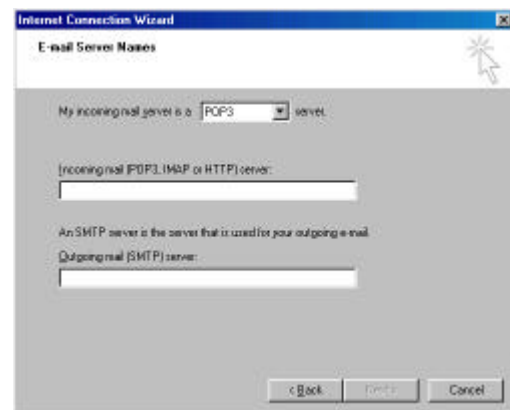 Internet Connection Wizard
E-mail Server Names
My incoming mail server is a POP3 server.
Incoming mail (POP3, IMAP or HTTP) server:
An SMTP server is the server that is used for your outgoing e-mail.
Outgoing mail (SMTP) server:
< Back Next > Cancel